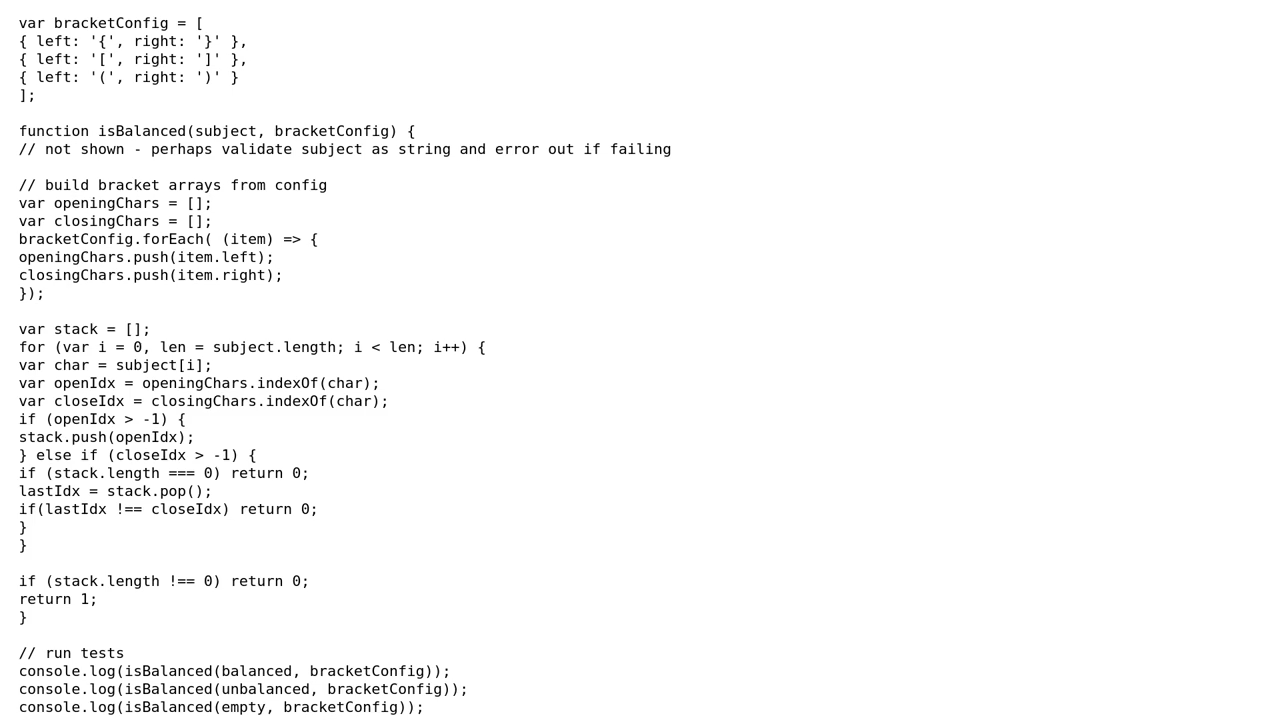 var bracketConfig = [
{ left: '{', right: '}' },
{ left: '[', right: ']' },
{ left: '(', right: ')' }
];

function isBalanced(subject, bracketConfig) {
// not shown - perhaps validate subject as string and error out if failing

// build bracket arrays from config
var openingChars = [];
var closingChars = [];
bracketConfig.forEach( (item) => {
openingChars.push(item.left);
closingChars.push(item.right);
});

var stack = [];
for (var i = 0, len = subject.length; i < len; i++) {
var char = subject[i];
var openIdx = openingChars.indexOf(char);
var closeIdx = closingChars.indexOf(char);
if (openIdx > -1) {
stack.push(openIdx);
} else if (closeIdx > -1) {
if (stack.length === 0) return 0;
lastIdx = stack.pop();
if(lastIdx !== closeIdx) return 0;
}
}

if (stack.length !== 0) return 0;
return 1;
}

// run tests
console.log(isBalanced(balanced, bracketConfig));
console.log(isBalanced(unbalanced, bracketConfig));
console.log(isBalanced(empty, bracketConfig));